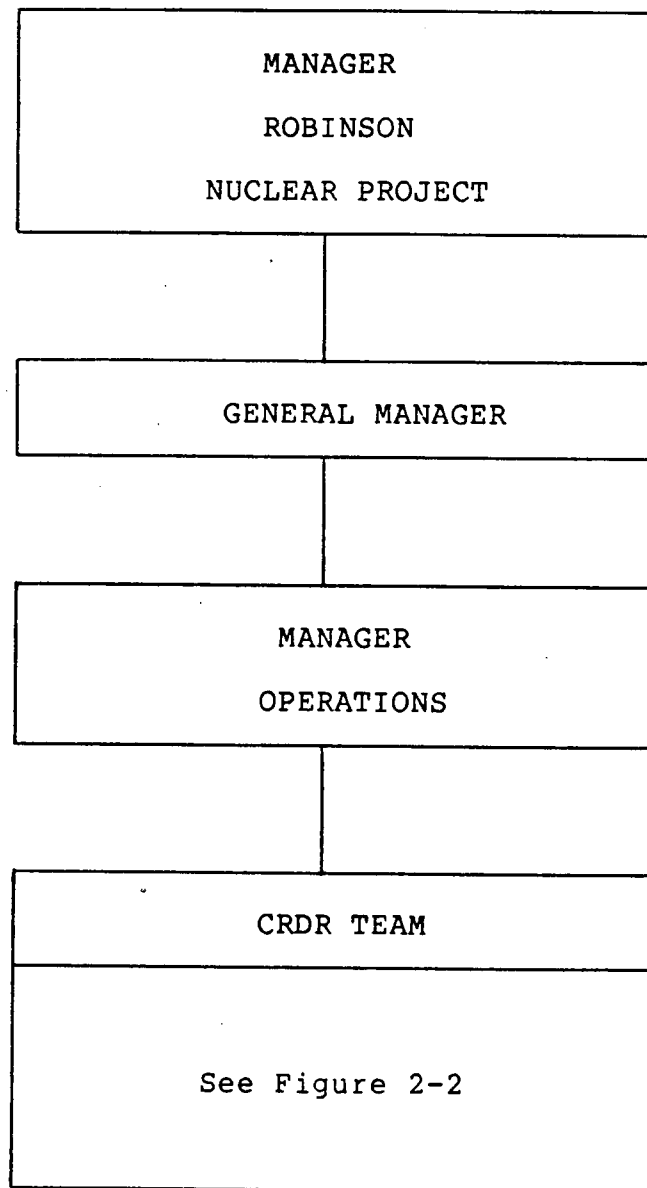 MANAGER
ROBINSON
NUCLEAR PROJECT
GENERAL MANAGER
MANAGER
OPERATIONS
CRDR TEAM
See Figure 2-2